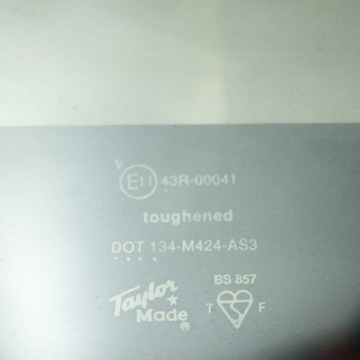 E11 43R-00041
toughened
DOT 134-M424-AS3
BS 857
Taylor Made ®
T F